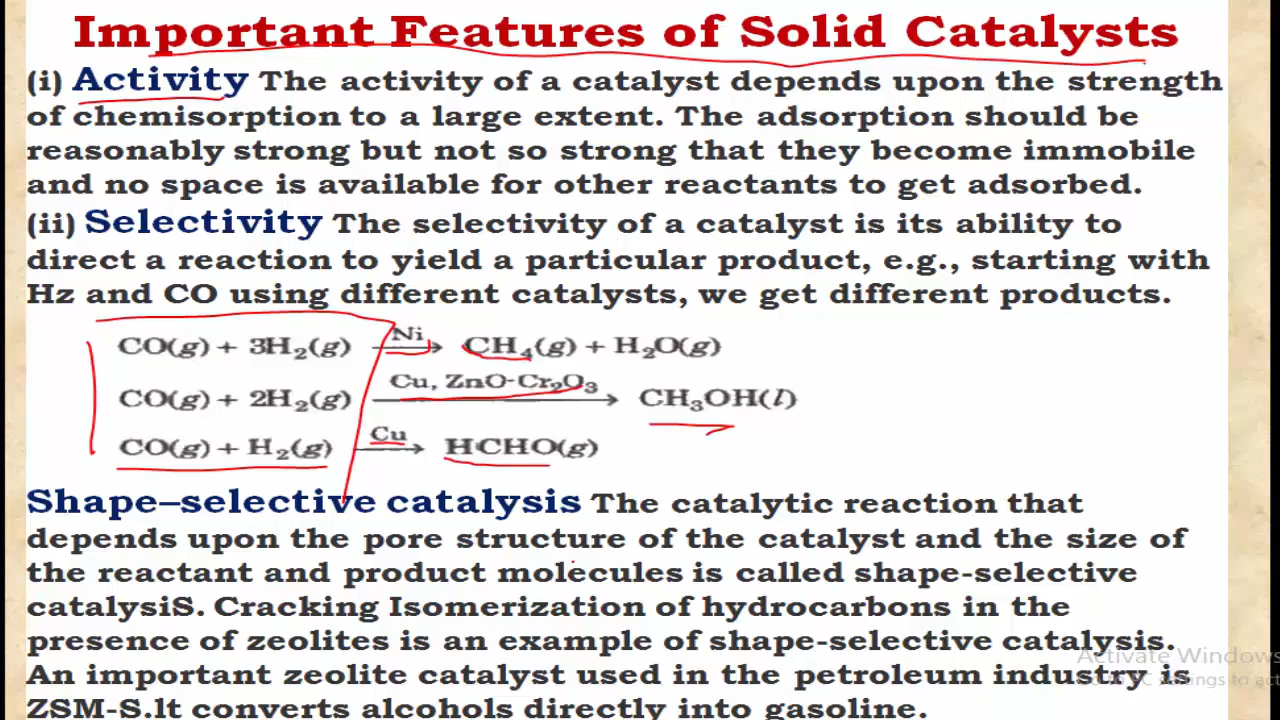 Important Features of Solid Catalysts
(i) Activity The activity of a catalyst depends upon the strength
of chemisorption to a large extent. The adsorption should be
reasonably strong but not so strong that they become immobile
and no space is available for other reactants to get adsorbed.
(ii) Selectivity The selectivity of a catalyst is its ability to
direct a reaction to yield a particular product, e.g., starting with
Hz and CO using different catalysts, we get different products.
CO(g) + 3H₂(g) —Ni→ CH₄(g) + H₂O(g)
CO(g) + 2H₂(g) —Cu, ZnO-Cr₂O₃→ CH₃OH(l)
CO(g) + H₂(g) —Cu→ HCHO(g)
Shape–selective catalysis The catalytic reaction that
depends upon the pore structure of the catalyst and the size of
the reactant and product molecules is called shape-selective
catalysiS. Cracking Isomerization of hydrocarbons in the
presence of zeolites is an example of shape-selective catalysis.
An important zeolite catalyst used in the petroleum industry is
ZSM-S.lt converts alcohols directly into gasoline.
Activate Windows
Go to PC settings to act